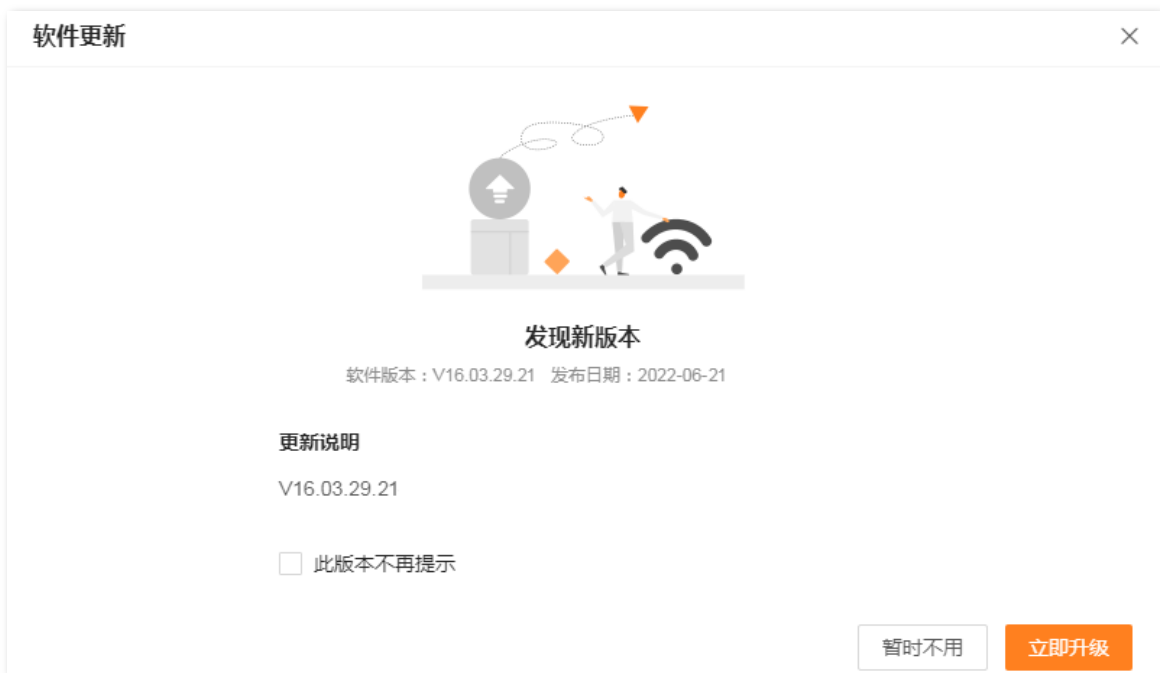 软件更新
发现新版本
软件版本：V16.03.29.21 发布日期：2022-06-21
更新说明
V16.03.29.21
此版本不再提示
暂时不用 立即升级